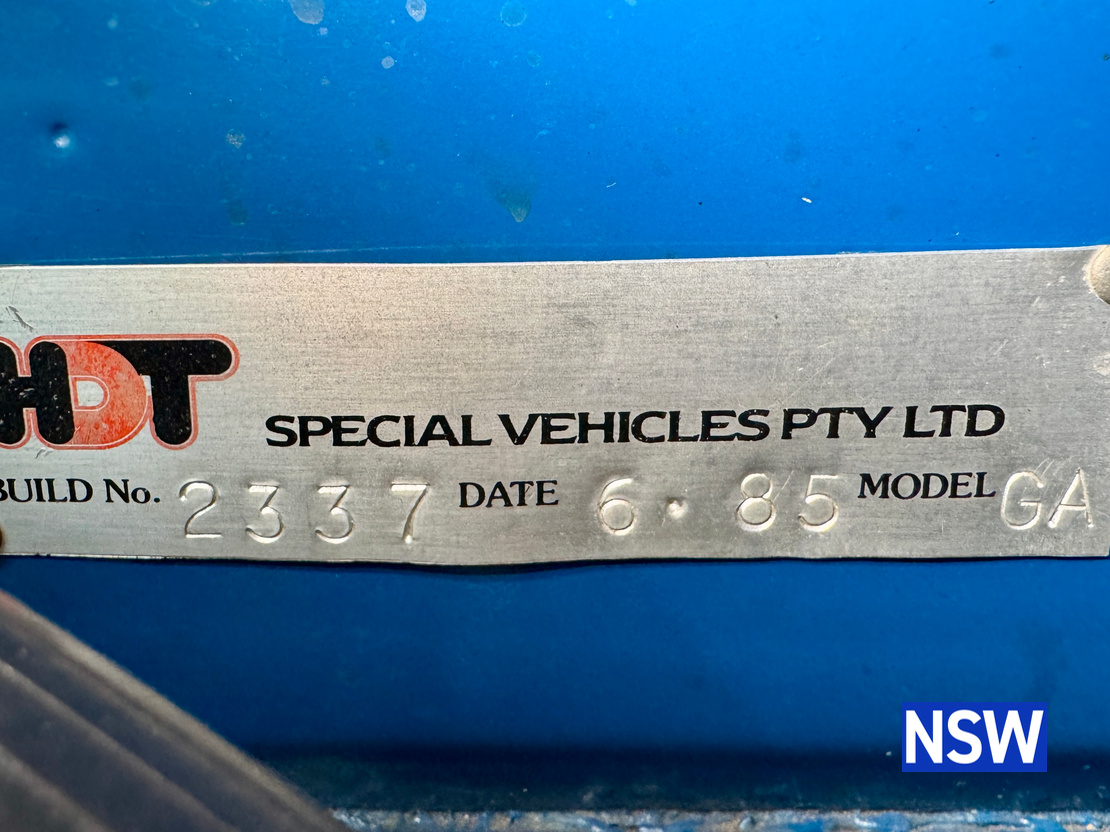 HDT
SPECIAL VEHICLES PTY LTD
BUILD No. 2337 DATE 6·85 MODEL GA
NSW